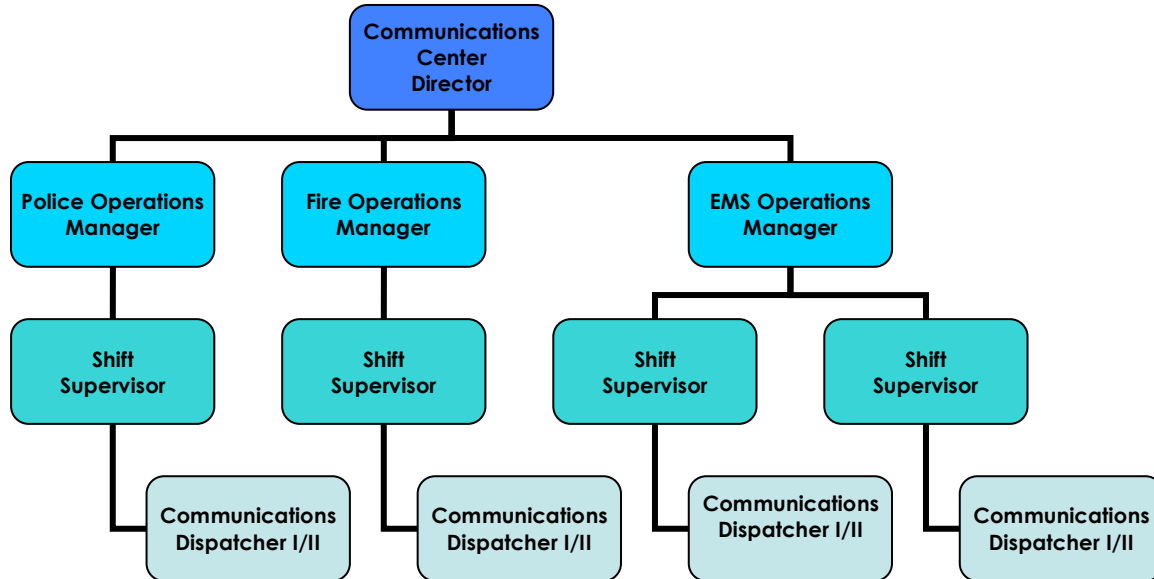 Communications
Center
Director
Police Operations
Manager
Fire Operations
Manager
EMS Operations
Manager
Shift
Supervisor
Shift
Supervisor
Shift
Supervisor
Shift
Supervisor
Communications
Dispatcher I/II
Communications
Dispatcher I/II
Communications
Dispatcher I/II
Communications
Dispatcher I/II